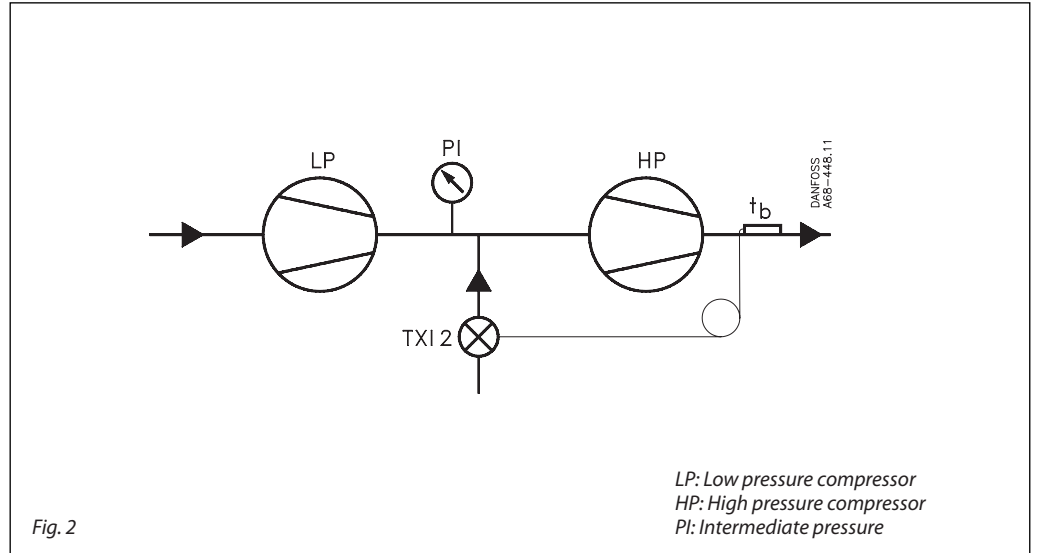 LP
PI
HP
t_b
DANFOSS
A68-448.11
TXI 2
LP: Low pressure compressor
HP: High pressure compressor
PI: Intermediate pressure
Fig. 2